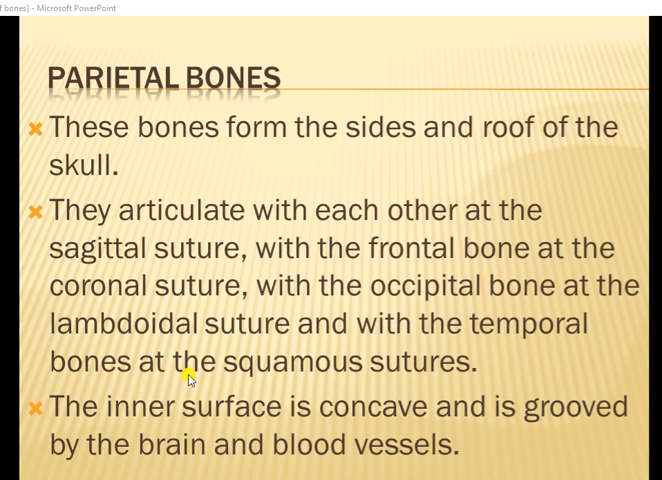 f bones] - Microsoft PowerPoint
PARIETAL BONES
These bones form the sides and roof of the
skull.
They articulate with each other at the
sagittal suture, with the frontal bone at the
coronal suture, with the occipital bone at the
lambdoidal suture and with the temporal
bones at the squamous sutures.
The inner surface is concave and is grooved
by the brain and blood vessels.